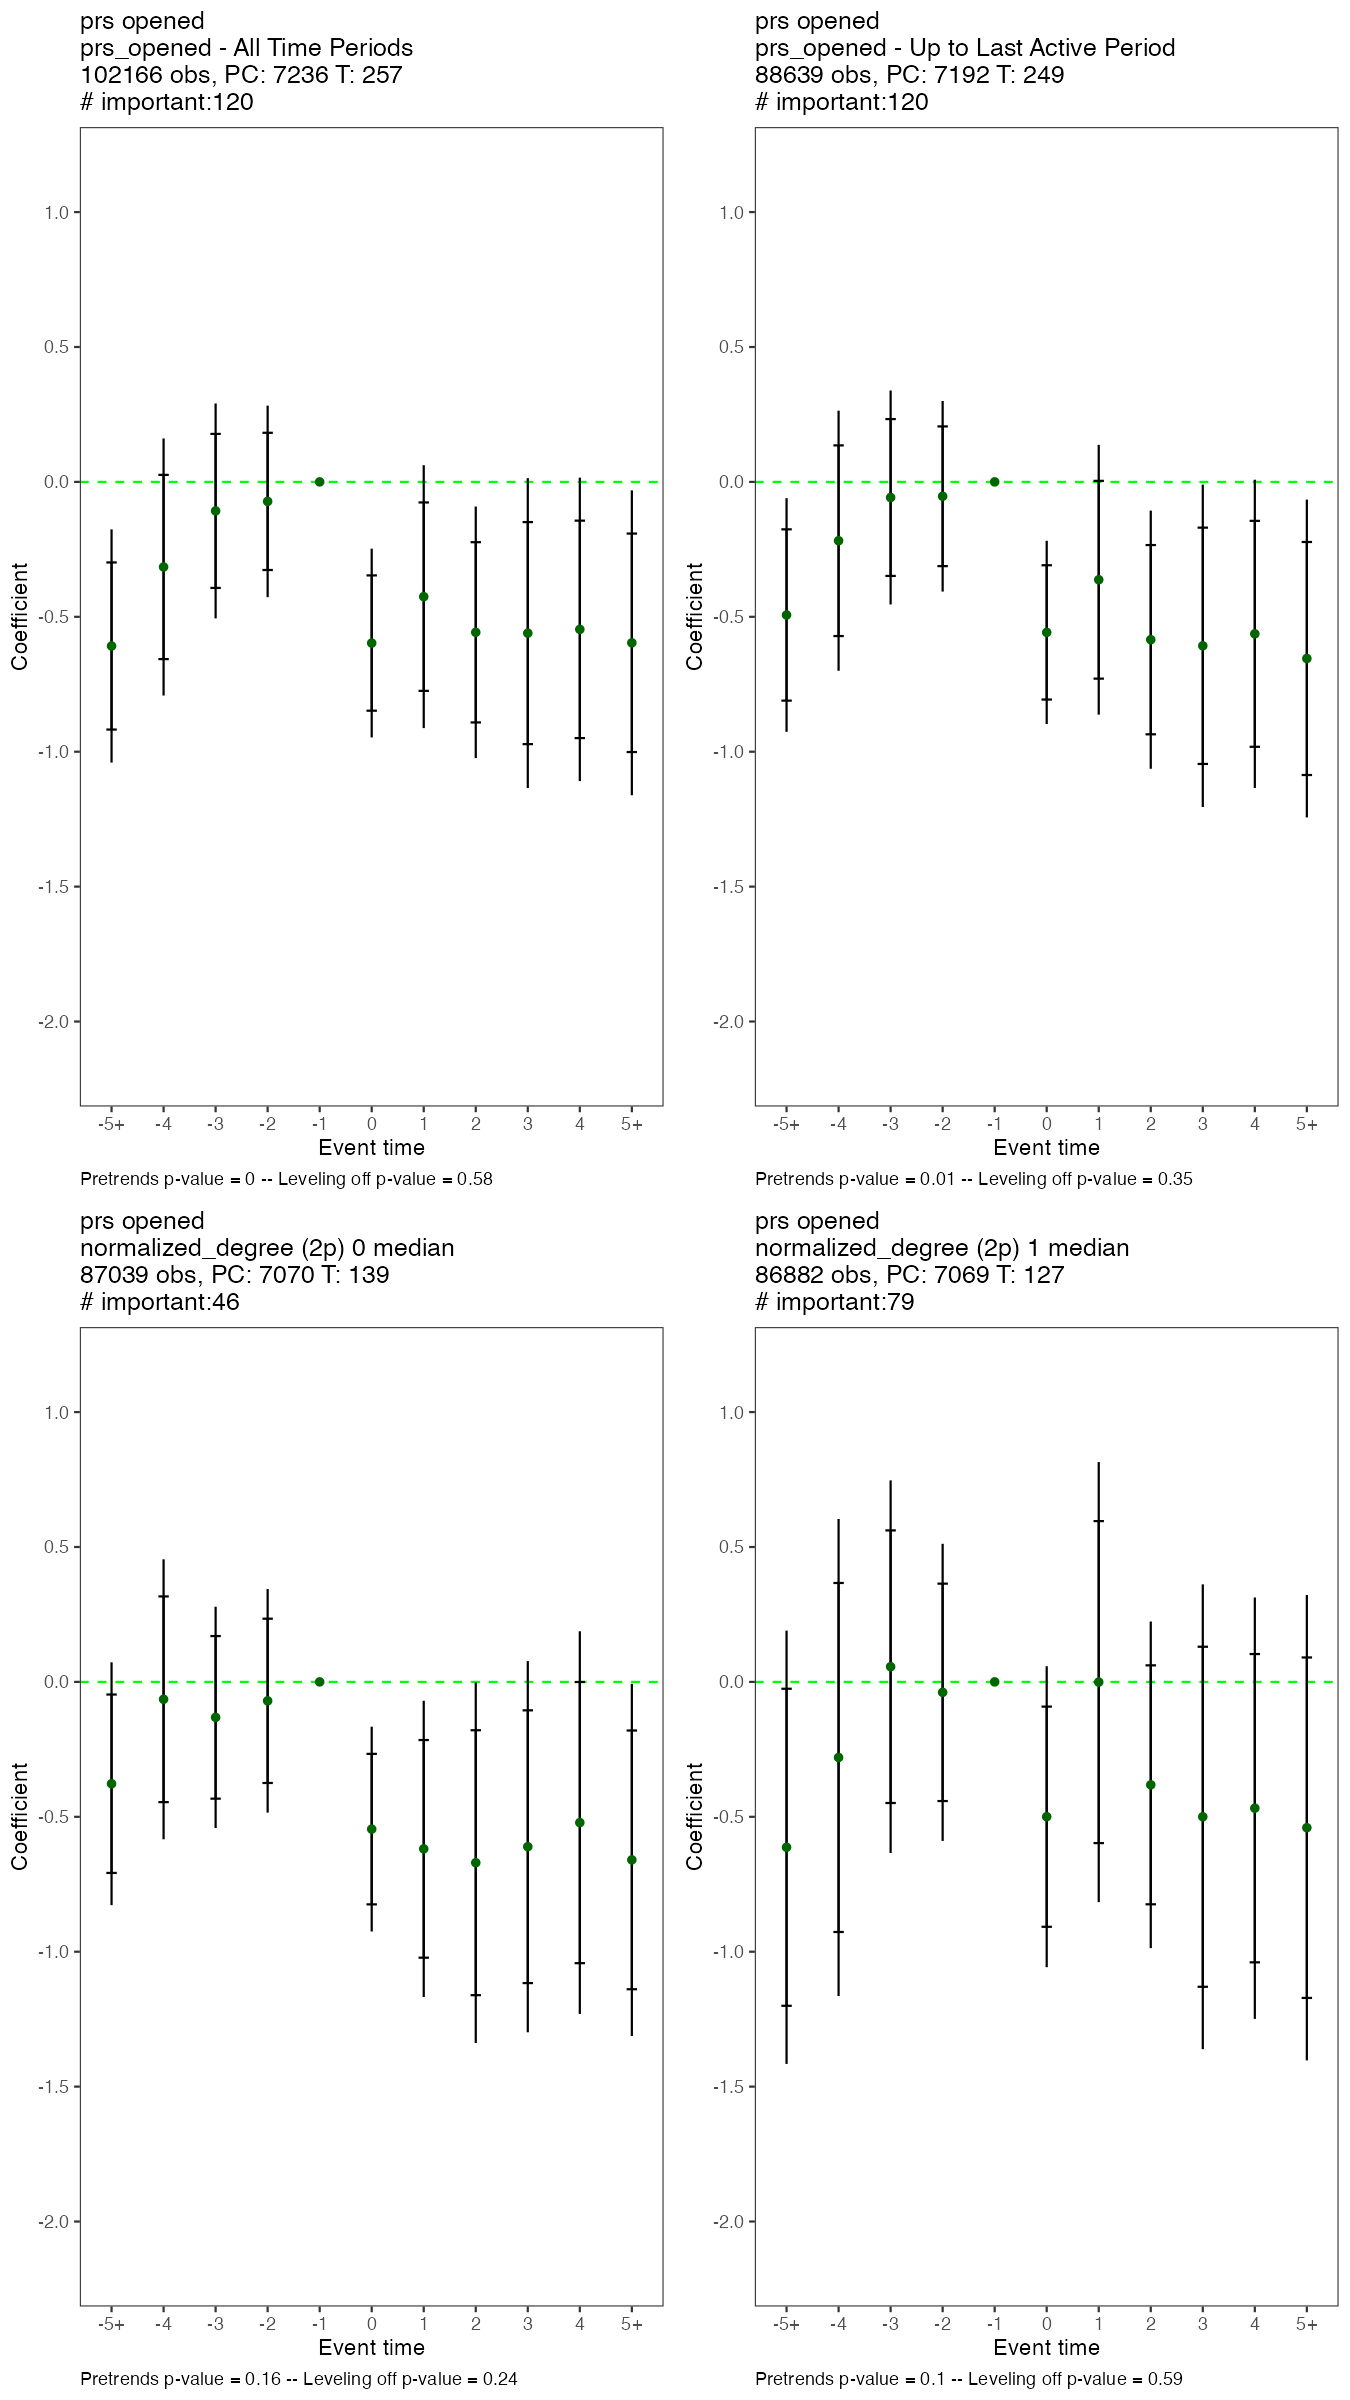 prs opened
prs_opened - All Time Periods
102166 obs, PC: 7236 T: 257
# important:120
1.0
0.5
0.0
-0.5
-1.0
-1.5
-2.0
Coefficient
-5+ -4 -3 -2 -1 0 1 2 3 4 5+
Event time
Pretrends p-value = 0 -- Leveling off p-value = 0.58
prs opened
prs_opened - Up to Last Active Period
88639 obs, PC: 7192 T: 249
# important:120
1.0
0.5
0.0
-0.5
-1.0
-1.5
-2.0
Coefficient
-5+ -4 -3 -2 -1 0 1 2 3 4 5+
Event time
Pretrends p-value = 0.01 -- Leveling off p-value = 0.35
prs opened
normalized_degree (2p) 0 median
87039 obs, PC: 7070 T: 139
# important:46
1.0
0.5
0.0
-0.5
-1.0
-1.5
-2.0
Coefficient
-5+ -4 -3 -2 -1 0 1 2 3 4 5+
Event time
Pretrends p-value = 0.16 -- Leveling off p-value = 0.24
prs opened
normalized_degree (2p) 1 median
86882 obs, PC: 7069 T: 127
# important:79
1.0
0.5
0.0
-0.5
-1.0
-1.5
-2.0
Coefficient
-5+ -4 -3 -2 -1 0 1 2 3 4 5+
Event time
Pretrends p-value = 0.1 -- Leveling off p-value = 0.59